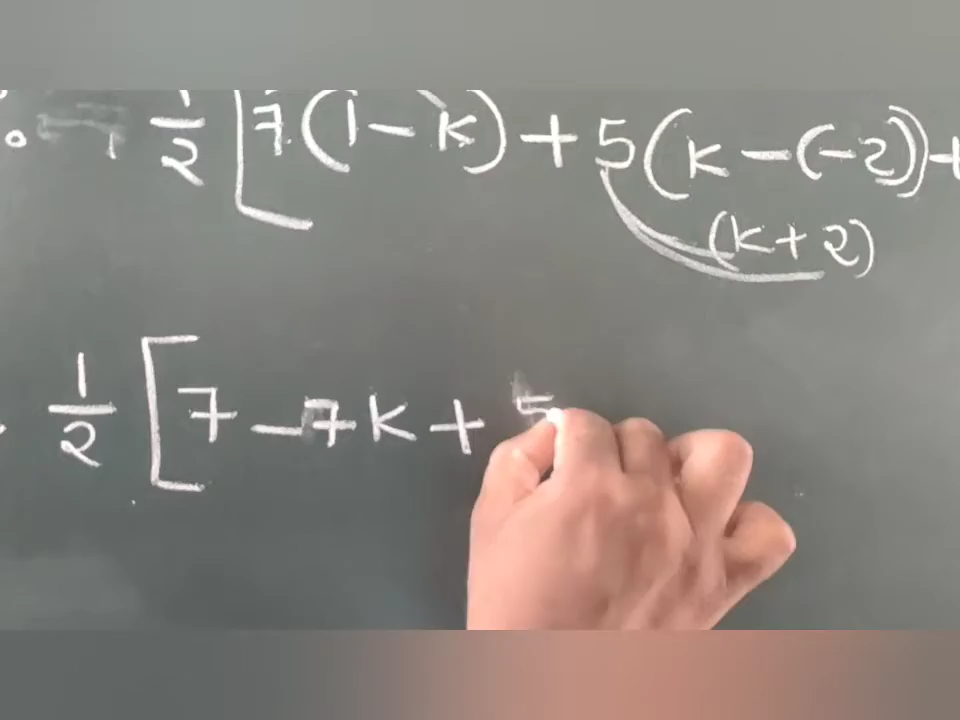 1/2 [7(1 - k) + 5(k - (-2)) +
(k + 2)
1/2 [7 - 7k + 5